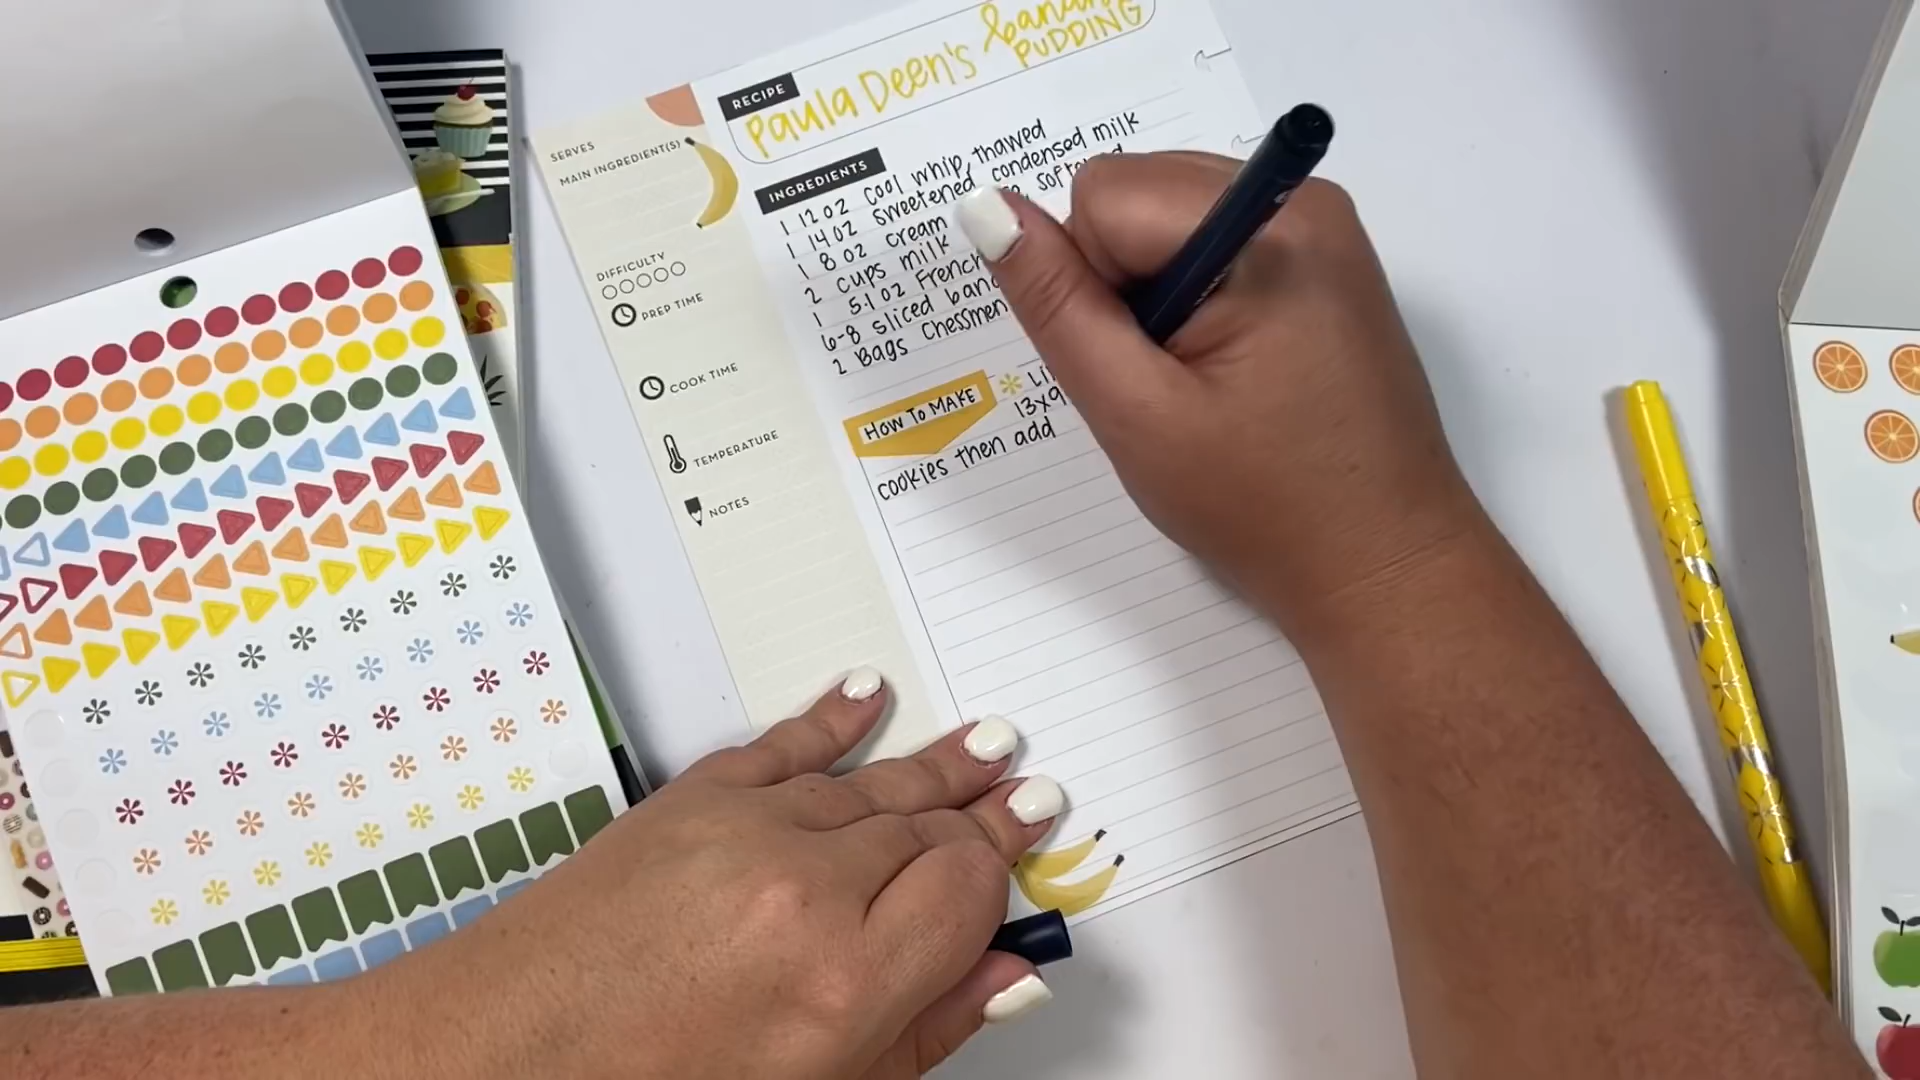 RECIPE
Paula Deen's banana PUDDING
SERVES
MAIN INGREDIENT(S)
DIFFICULTY
PREP TIME
COOK TIME
TEMPERATURE
NOTES
INGREDIENTS
1 12 oz cool whip, thawed
1 14 oz sweetened condensed milk
1 8 oz cream
2 cups milk
1 5.1 oz French
6-8 sliced
2 Bags Chessmen
How To MAKE
13x9
cookies then add